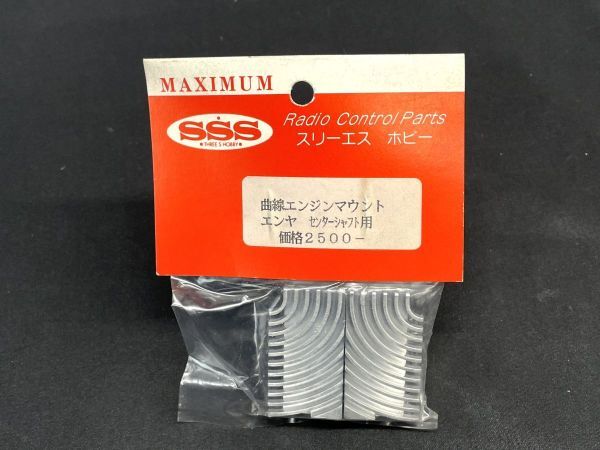 MAXIMUM
SSS
THREE S HOBBY
Radio Control Parts
スリーエス ホビー
曲線エンジンマウント
エンヤ センターシャフト用
価格2500-